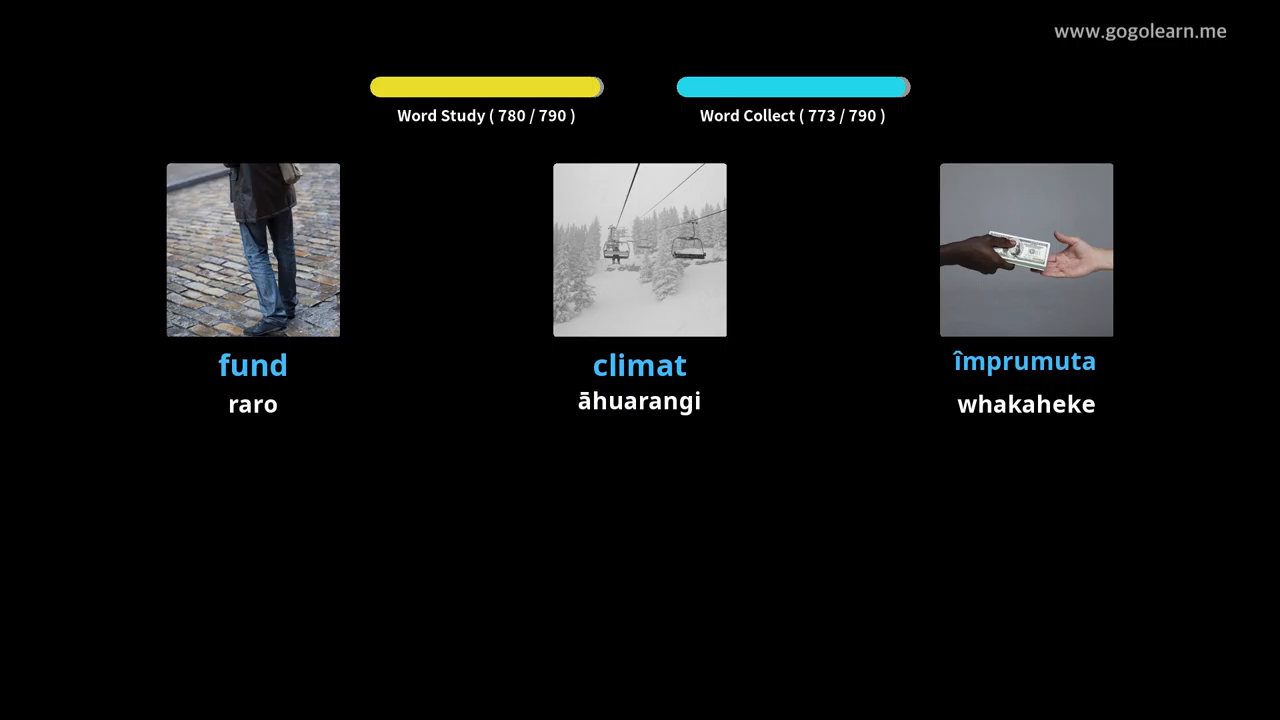 www.gogolearn.me
Word Study ( 780 / 790 )
Word Collect ( 773 / 790 )
fund
raro
climat
āhuarangi
împrumuta
whakaheke